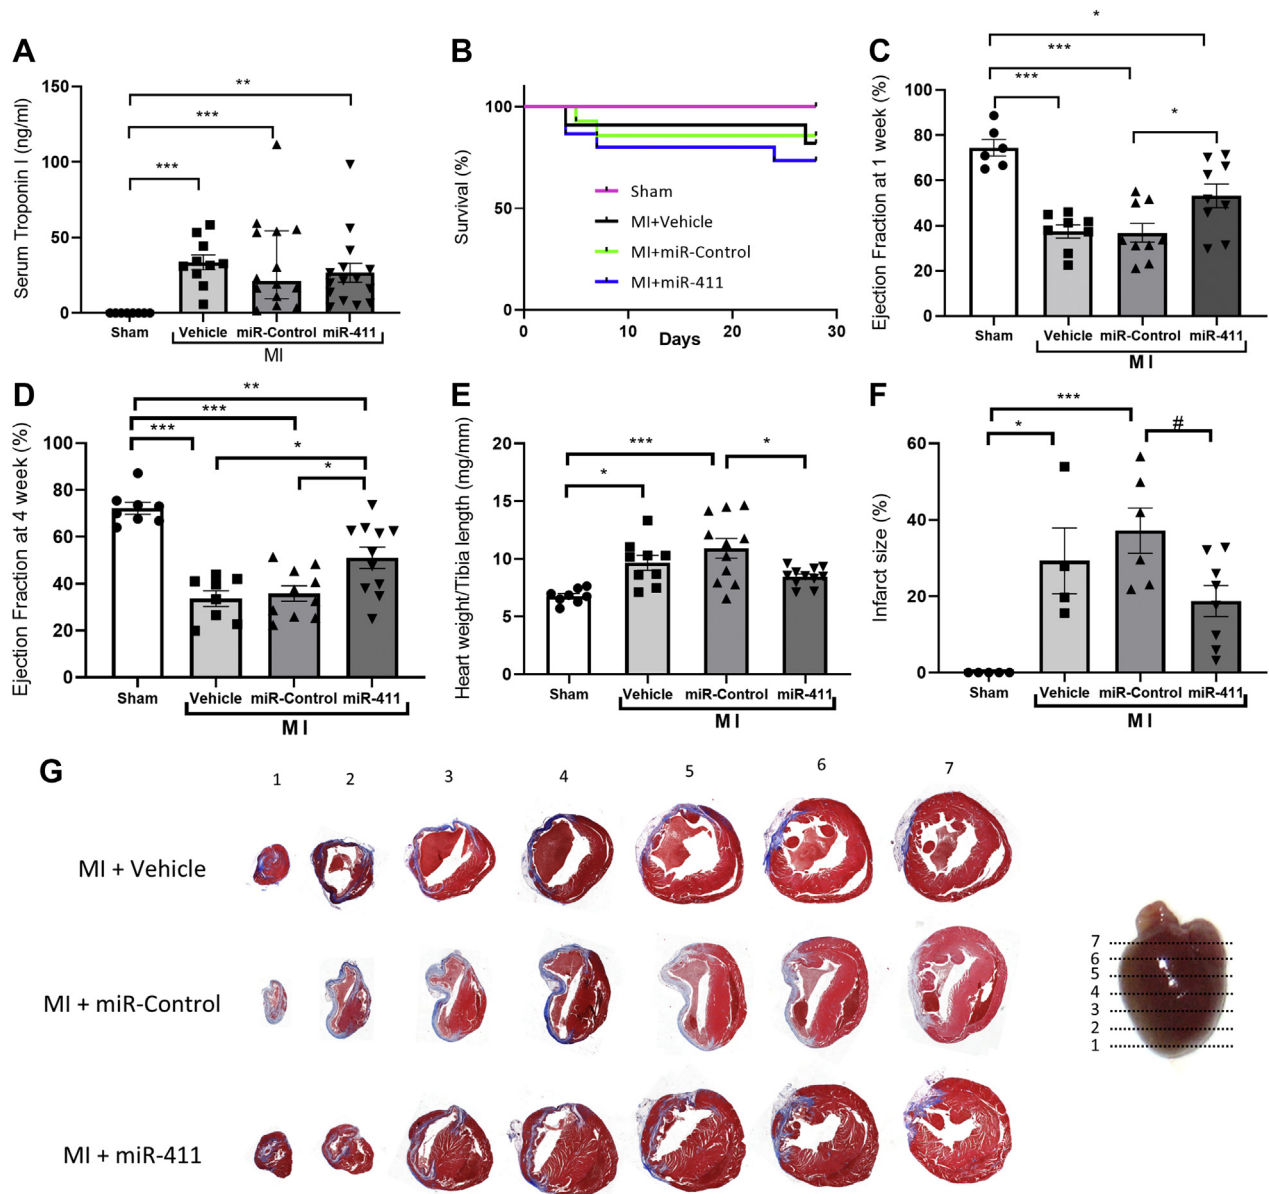 A
Serum Troponin I (ng/ml)
150
100
50
0
**
***
***
Sham
Vehicle
miR-Control
miR-411
MI
B
Survival (%)
100
50
0
Sham
MI+Vehicle
MI+miR-Control
MI+miR-411
0
10
20
30
Days
C
Ejection Fraction at 1 week (%)
100
80
60
40
20
0
*
***
***
*
Sham
Vehicle
miR-Control
miR-411
MI
D
Ejection Fraction at 4 week (%)
100
80
60
40
20
0
**
***
***
*
*
Sham
Vehicle
miR-Control
miR-411
MI
E
Heart weight/Tibia length (mg/mm)
20
15
10
5
0
***
*
*
Sham
Vehicle
miR-Control
miR-411
MI
F
Infarct size (%)
60
40
20
0
***
*
#
Sham
Vehicle
miR-Control
miR-411
MI
G
1 2 3 4 5 6 7
MI + Vehicle
MI + miR-Control
MI + miR-411
7
6
5
4
3
2
1